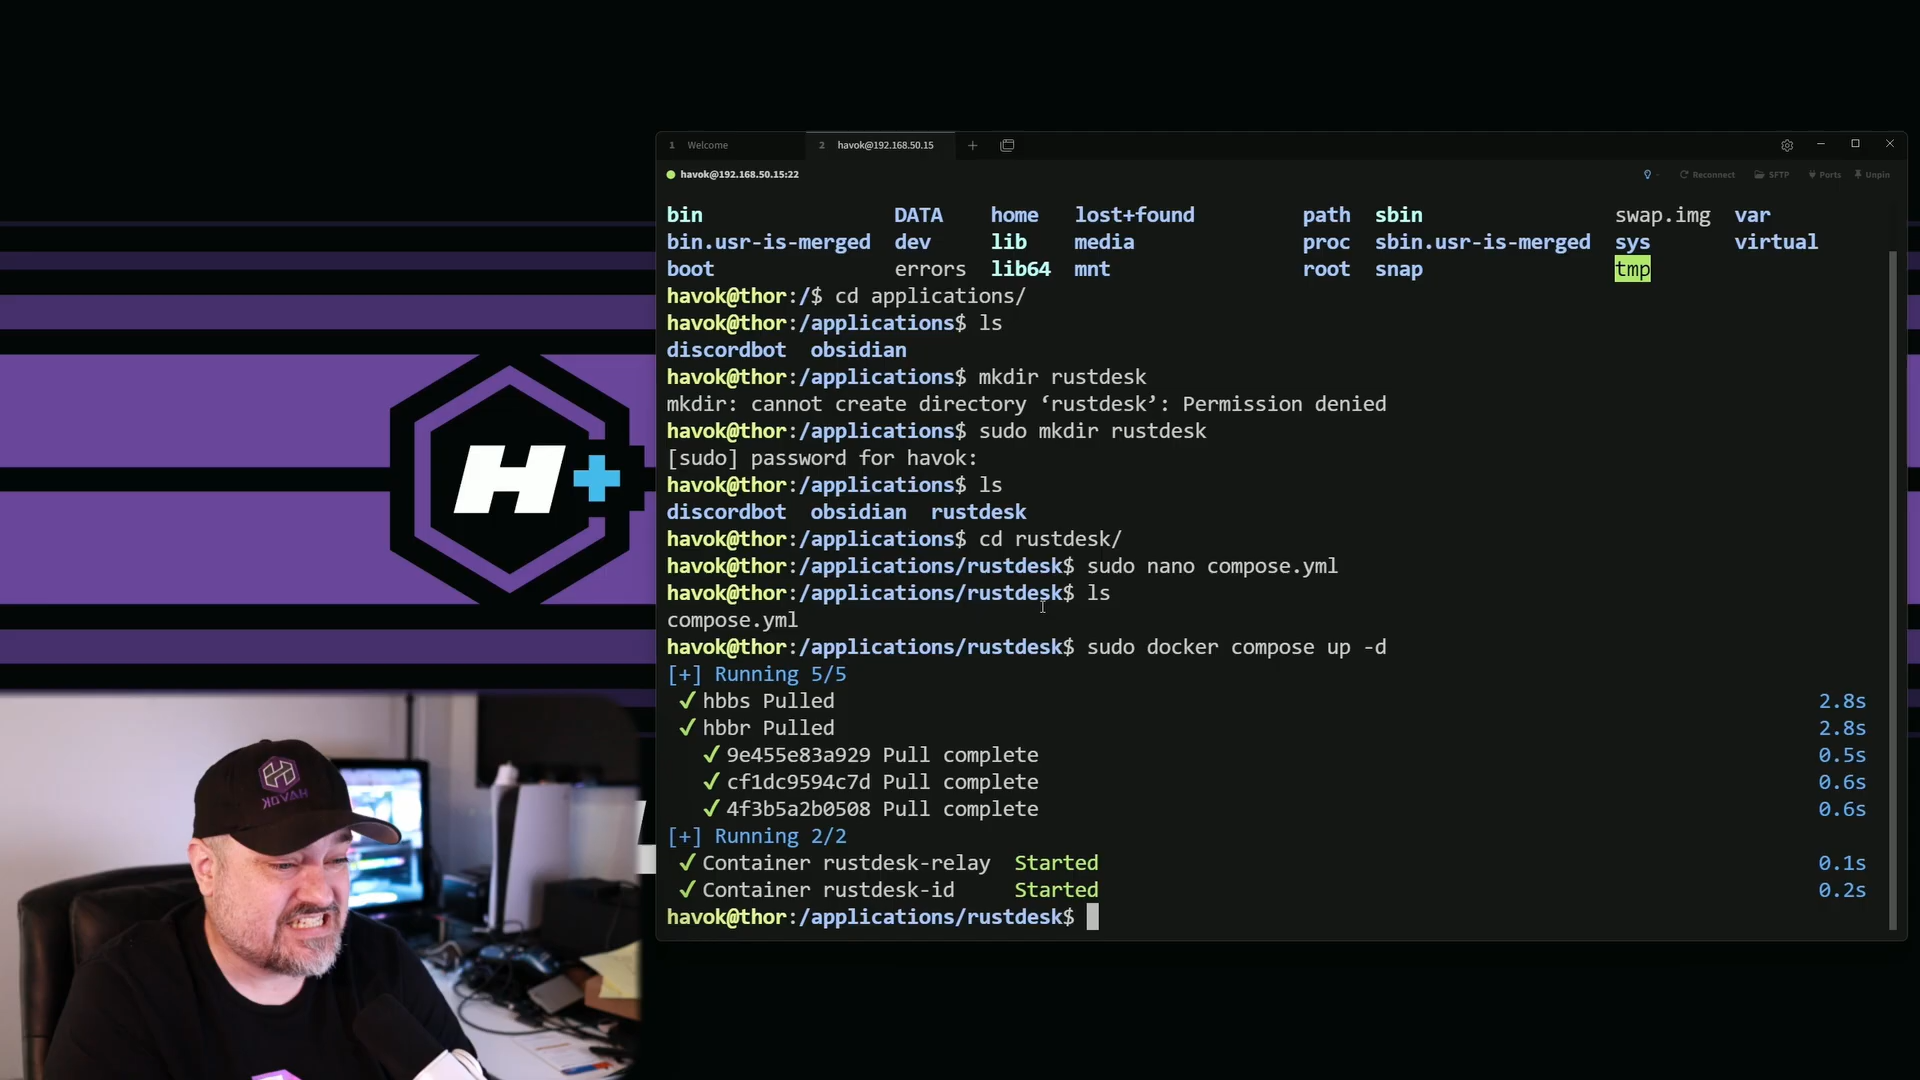 1 Welcome 2 havok@192.168.50.15
havok@192.168.50.15:22 Reconnect SFTP Ports Unpin
bin DATA home lost+found path sbin swap.img var
bin.usr-is-merged dev lib media proc sbin.usr-is-merged sys virtual
boot errors lib64 mnt root snap tmp
havok@thor:/$ cd applications/
havok@thor:/applications$ ls
discordbot obsidian
havok@thor:/applications$ mkdir rustdesk
mkdir: cannot create directory ‘rustdesk’: Permission denied
havok@thor:/applications$ sudo mkdir rustdesk
[sudo] password for havok:
havok@thor:/applications$ ls
discordbot obsidian rustdesk
havok@thor:/applications$ cd rustdesk/
havok@thor:/applications/rustdesk$ sudo nano compose.yml
havok@thor:/applications/rustdesk$ ls
compose.yml
havok@thor:/applications/rustdesk$ sudo docker compose up -d
[+] Running 5/5
✓ hbbs Pulled 2.8s
✓ hbbr Pulled 2.8s
✓ 9e455e83a929 Pull complete 0.5s
✓ cf1dc9594c7d Pull complete 0.6s
✓ 4f3b5a2b0508 Pull complete 0.6s
[+] Running 2/2
✓ Container rustdesk-relay Started 0.1s
✓ Container rustdesk-id Started 0.2s
havok@thor:/applications/rustdesk$
H+
HAVOK